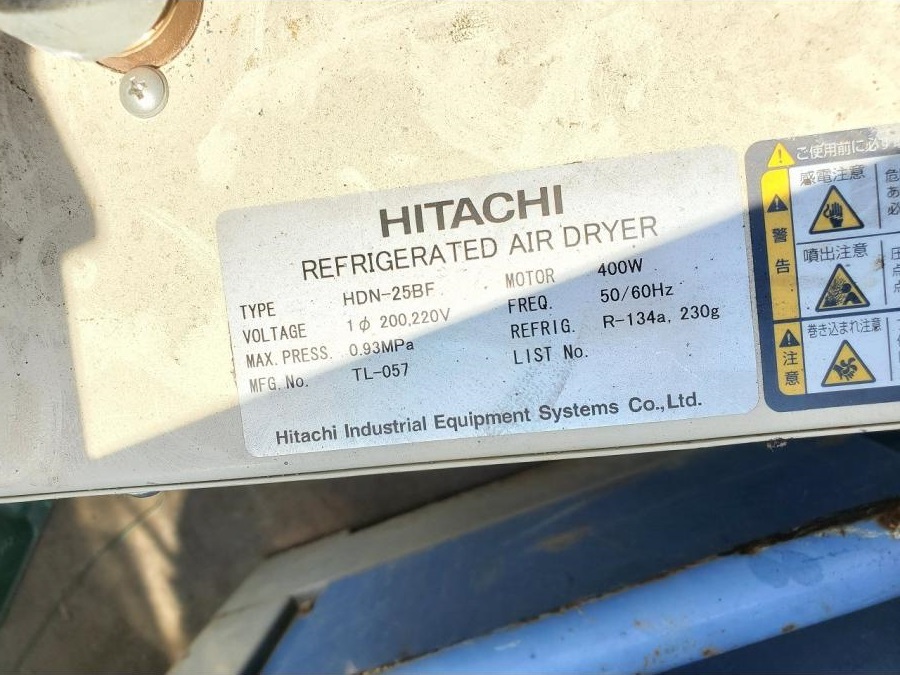 HITACHI
REFRIGERATED AIR DRYER
TYPE HDN-25BF MOTOR 400W
VOLTAGE 1φ 200,220V FREQ. 50/60Hz
MAX. PRESS. 0.93MPa REFRIG. R-134a, 230g
MFG. No. TL-057 LIST No.
Hitachi Industrial Equipment Systems Co.,Ltd.
ご使用前に必ず
警告
感電注意
噴出注意
注意
巻き込まれ注意